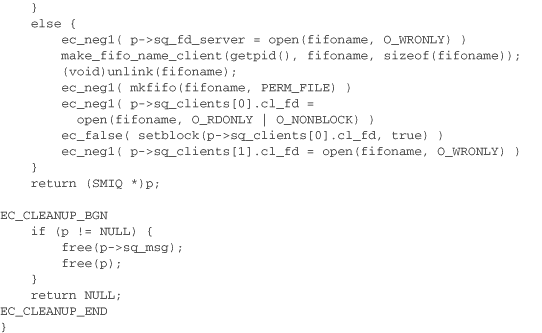 }
    else {
        ec_neg1( p->sq_fd_server = open(fifoname, O_WRONLY) )
        make_fifo_name_client(getpid(), fifoname, sizeof(fifoname));
        (void)unlink(fifoname);
        ec_neg1( mkfifo(fifoname, PERM_FILE) )
        ec_neg1( p->sq_clients[0].cl_fd =
          open(fifoname, O_RDONLY | O_NONBLOCK) )
        ec_false( setblock(p->sq_clients[0].cl_fd, true) )
        ec_neg1( p->sq_clients[1].cl_fd = open(fifoname, O_WRONLY) )
    }
    return (SMIQ *)p;

EC_CLEANUP_BGN
    if (p != NULL) {
        free(p->sq_msg);
        free(p);
    }
    return NULL;
EC_CLEANUP_END
}